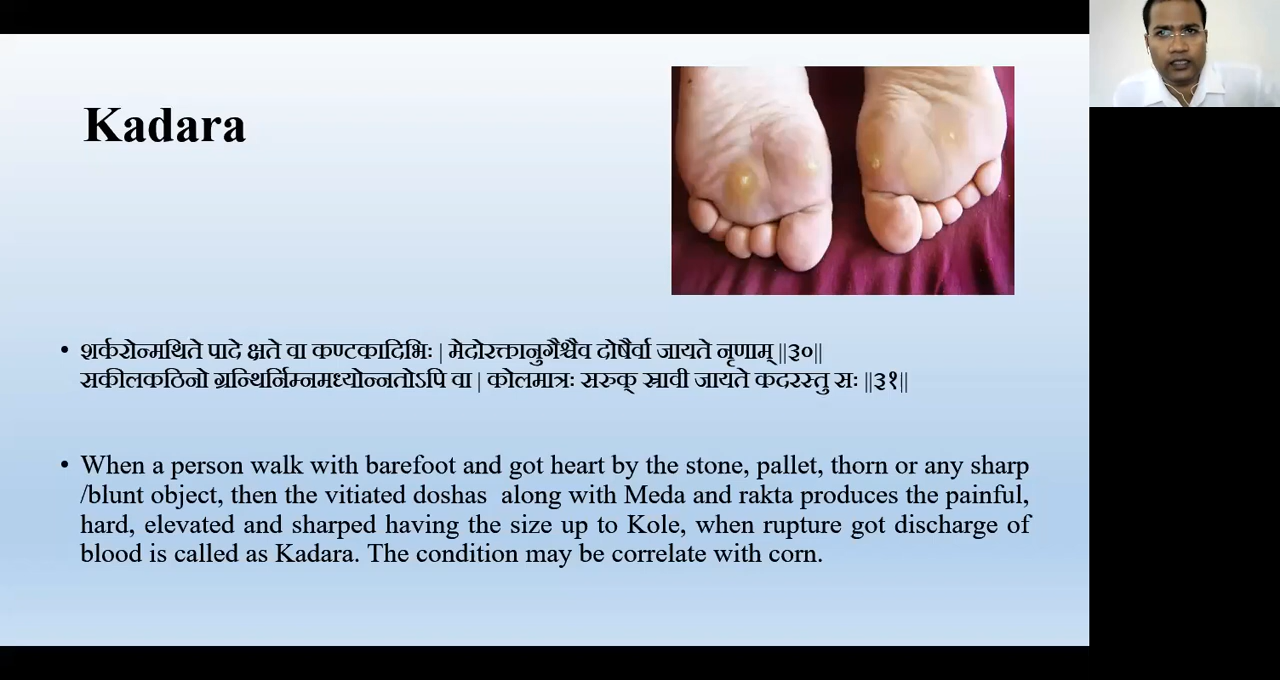 Kadara
• शर्करोन्मथिते पादे क्षते वा कण्टकादिभिः | मेदोरक्तानुगैश्चैव दोषैर्वा जायते नृणाम् ||३०||
सकीलकठिनो ग्रन्थिर्निम्नमध्योन्नतोऽपि वा | कोलमात्रः सरुक् स्रावी जायते कदरस्तु सः ||३१||
• When a person walk with barefoot and got heart by the stone, pallet, thorn or any sharp
/blunt object, then the vitiated doshas along with Meda and rakta produces the painful,
hard, elevated and sharped having the size up to Kole, when rupture got discharge of
blood is called as Kadara. The condition may be correlate with corn.